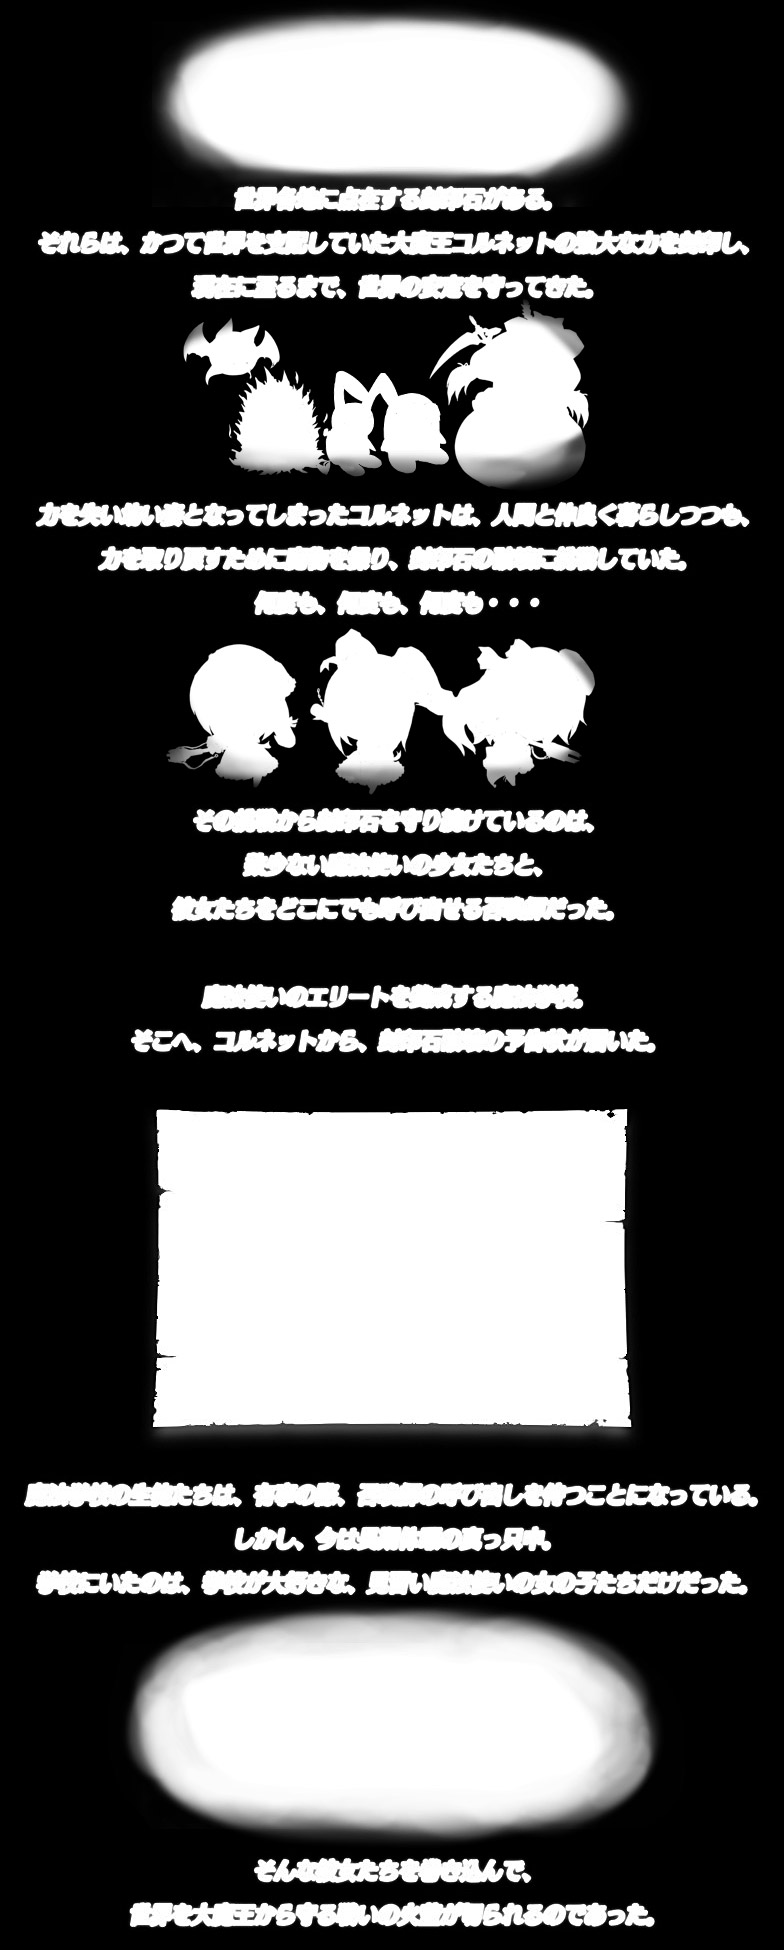 世界各地に点在する封印石がある。
それらは、かつて世界を支配していた大魔王コルネットの強大な力を封印し、
現在に至るまで、世界の安定を守ってきた。
力を失い幼い姿となってしまったコルネットは、人間と仲良く暮らしつつも、
力を取り戻すために魔物を操り、封印石の破壊に挑戦していた。
何度も、何度も、何度も・・・
その挑戦から封印石を守り続けているのは、
数少ない魔法使いの少女たちと、
彼女たちをどこにでも呼び出せる召喚師だった。
魔法使いのエリートを養成する魔法学校。
そこへ、コルネットから、封印石破壊の予告状が届いた。
魔法学校の生徒たちは、有事の際、召喚師の呼び出しを待つことになっている。
しかし、今は長期休暇の真っ只中。
学校にいたのは、学校が大好きな、見習い魔法使いの女の子たちだけだった。
そんな彼女たちを巻き込んで、
世界を大魔王から守る戦いの火蓋が切られるのであった。